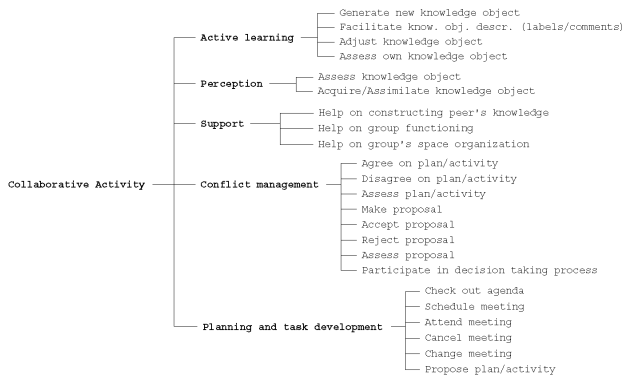 Generate new knowledge object
Facilitate know. obj. descr. (labels/comments)
Active learning
Adjust knowledge object
Assess own knowledge object
Assess knowledge object
Perception
Acquire/Assimilate knowledge object
Help on constructing peer's knowledge
Support
Help on group functioning
Help on group's space organization
Agree on plan/activity
Disagree on plan/activity
Collaborative Activity
Conflict management
Assess plan/activity
Make proposal
Accept proposal
Reject proposal
Assess proposal
Participate in decision taking process
Check out agenda
Schedule meeting
Attend meeting
Planning and task development
Cancel meeting
Change meeting
Propose plan/activity